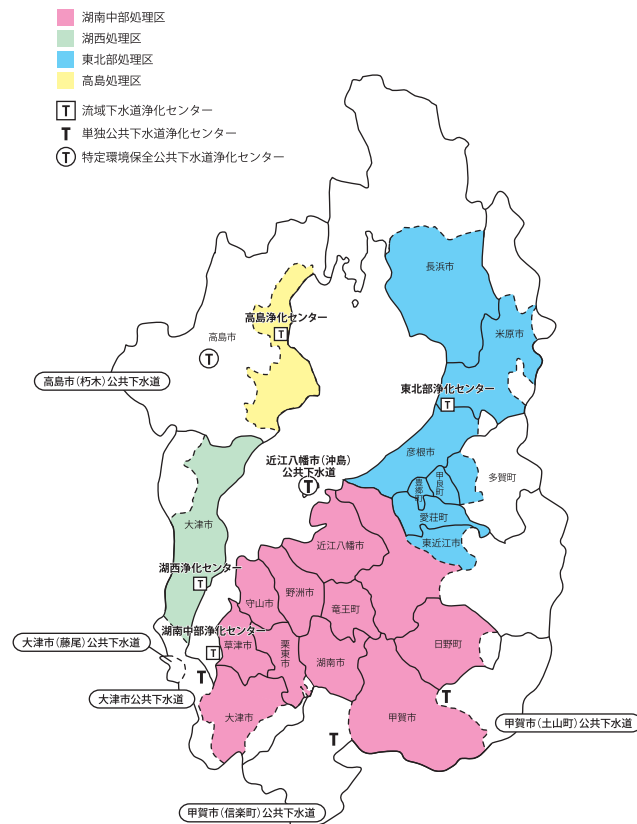 湖南中部処理区
湖西処理区
東北部処理区
高島処理区
T 流域下水道浄化センター
T 単独公共下水道浄化センター
T 特定環境保全公共下水道浄化センター
長浜市
高島浄化センター
T
米原市
高島市
T
高島市(朽木)公共下水道
東北部浄化センター
T
彦根市
近江八幡市(沖島)
公共下水道
T
甲良町
豊郷町
多賀町
愛荘町
大津市
東近江市
近江八幡市
湖西浄化センター
T
野洲市
守山市
竜王町
湖南中部浄化センター
T
大津市(藤尾)公共下水道
草津市
栗東市
日野町
湖南市
T
大津市公共下水道
T
大津市
甲賀市
甲賀市(土山町)公共下水道
T
甲賀市(信楽町)公共下水道